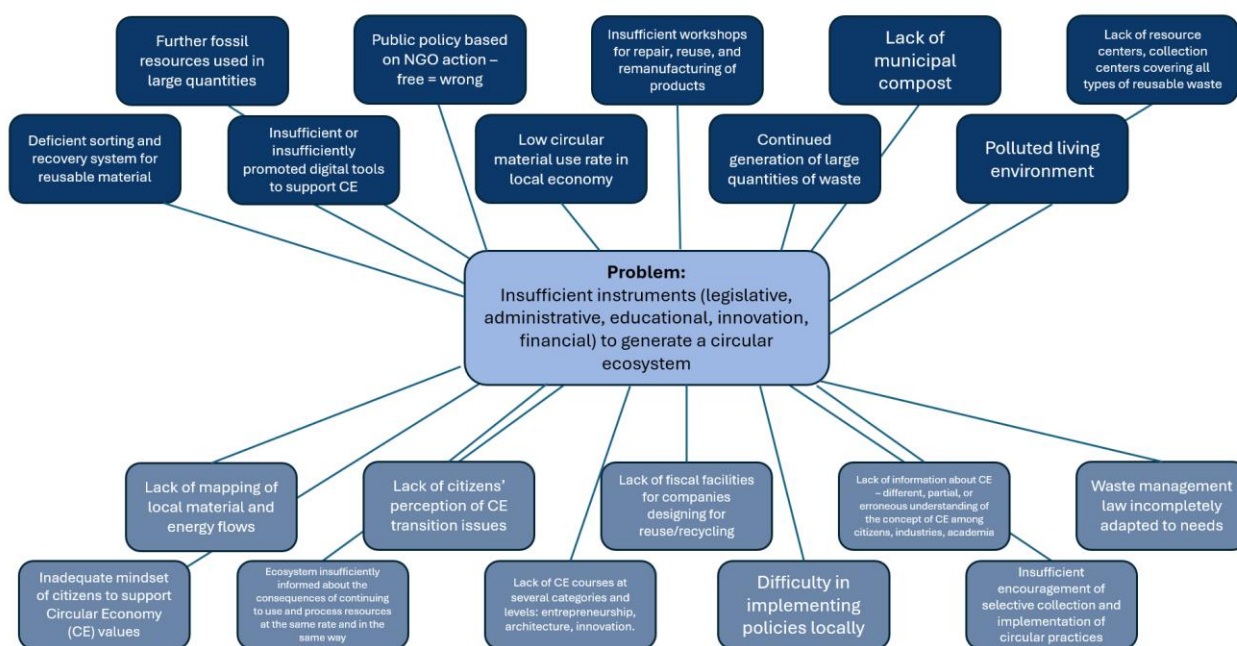 Further fossil
resources used in
large quantities
Public policy based
on NGO action –
free = wrong
Insufficient workshops
for repair, reuse, and
remanufacturing of
products
Lack of
municipal
compost
Lack of resource
centers, collection
centers covering all
types of reusable waste
Deficient sorting and
recovery system for
reusable material
Insufficient or
insufficiently
promoted digital tools
to support CE
Low circular
material use rate in
local economy
Continued
generation of large
quantities of waste
Polluted living
environment
Problem:
Insufficient instruments (legislative,
administrative, educational, innovation,
financial) to generate a circular
ecosystem
Lack of mapping of
local material and
energy flows
Lack of citizens’
perception of CE
transition issues
Lack of fiscal facilities
for companies
designing for
reuse/recycling
Lack of information about CE
– different, partial, or
erroneous understanding of
the concept of CE among
citizens, industries, academia
Waste management
law incompletely
adapted to needs
Inadequate mindset
of citizens to support
Circular Economy
(CE) values
Ecosystem insufficiently
informed about the
consequences of continuing
to use and process resources
at the same rate and in the
same way
Lack of CE courses at
several categories and
levels: entrepreneurship,
architecture, innovation.
Difficulty in
implementing
policies locally
Insufficient
encouragement of
selective collection and
implementation of
circular practices